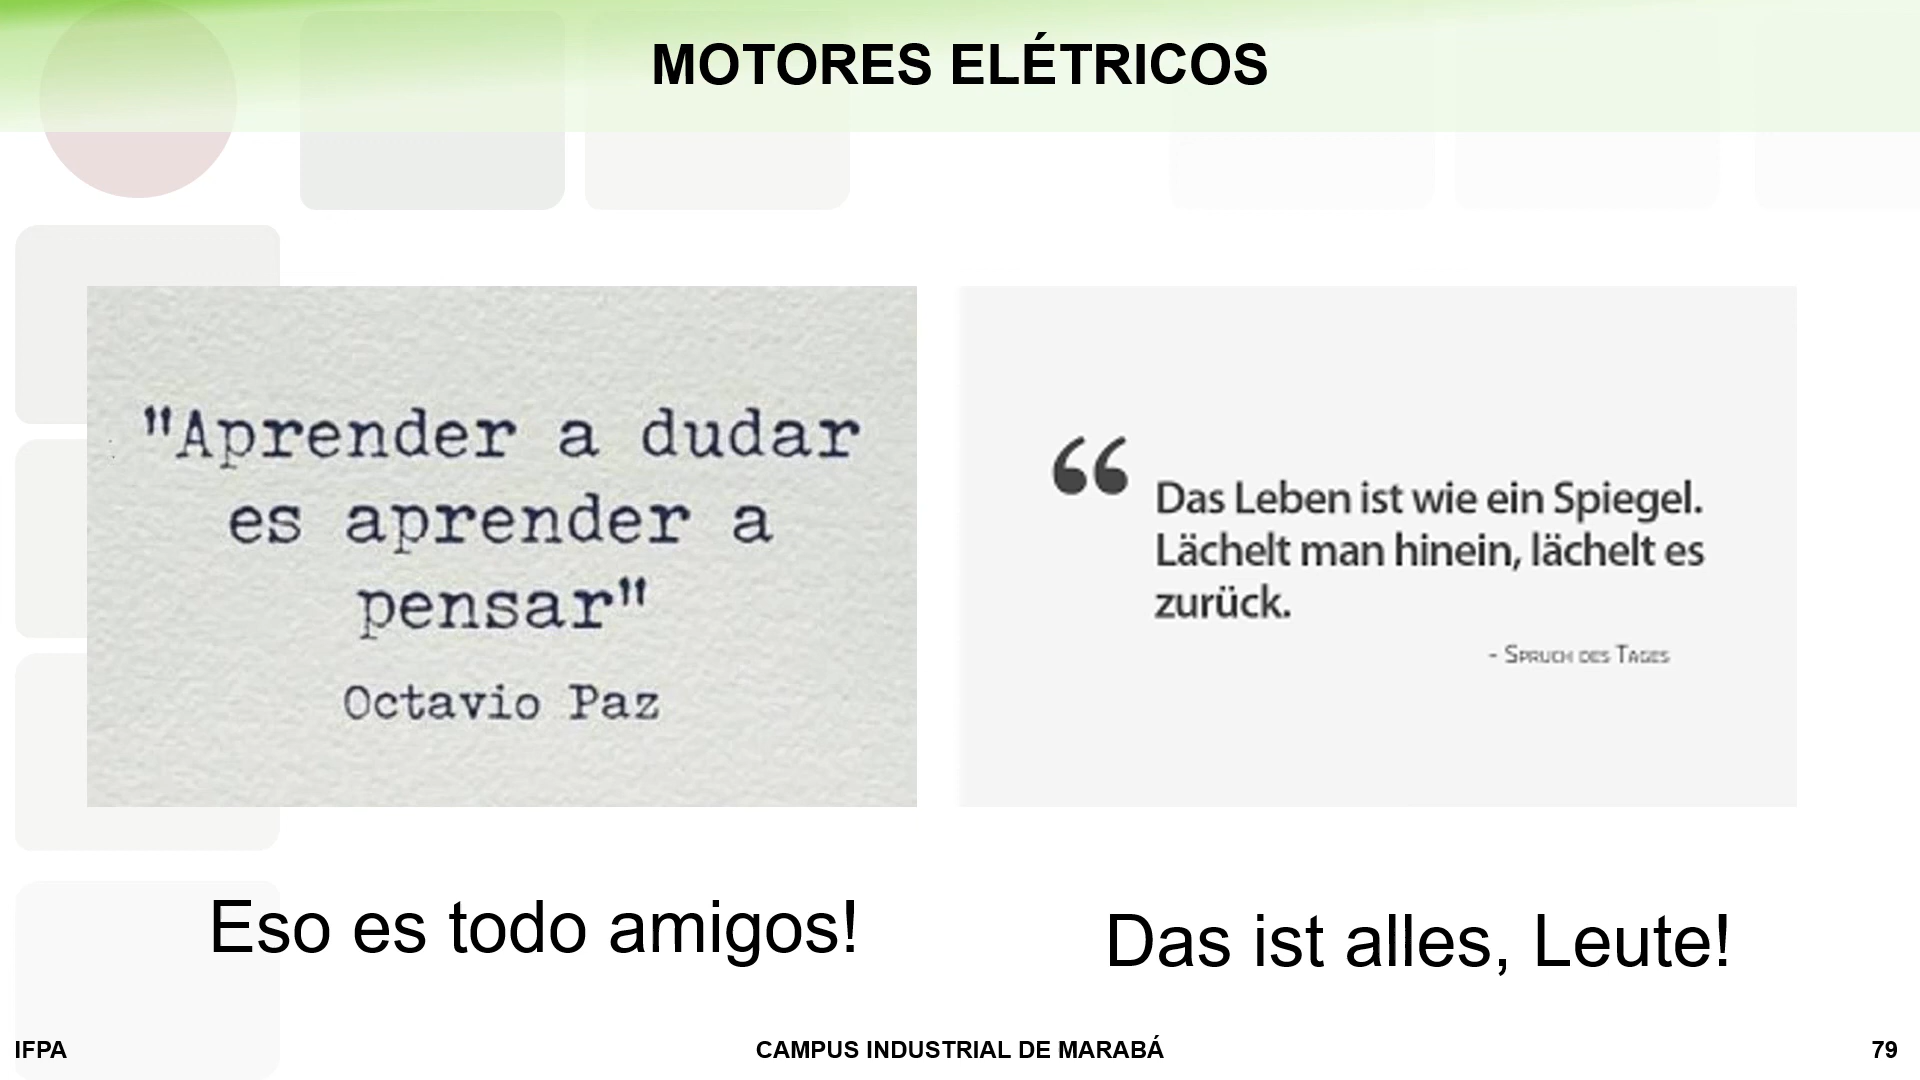 MOTORES ELÉTRICOS
"Aprender a dudar
es aprender a
pensar"
Octavio Paz
“ Das Leben ist wie ein Spiegel.
Lächelt man hinein, lächelt es
zurück.
- Spruch des Tages
Eso es todo amigos!
Das ist alles, Leute!
IFPA
CAMPUS INDUSTRIAL DE MARABÁ
79